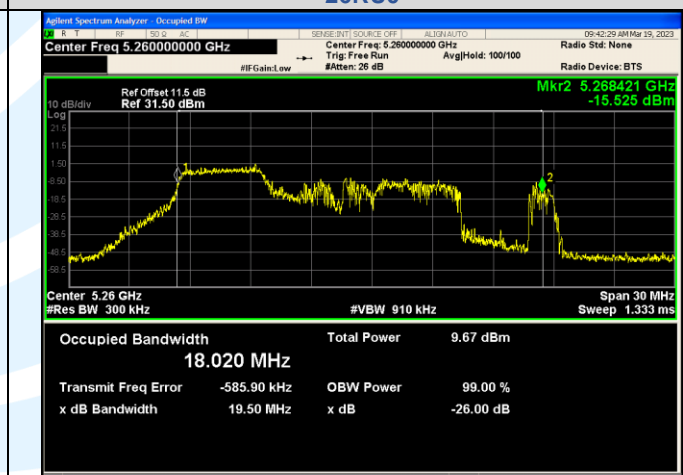 Agilent Spectrum Analyzer - Occupied BW
R T RF 50 Ω AC SENSE:INT SOURCE OFF ALIGNAUTO 09:42:29 AM Mar 19, 2023
Center Freq 5.260000000 GHz Center Freq: 5.260000000 GHz Radio Std: None
Trig: Free Run Avg|Hold: 100/100
#IFGain:Low #Atten: 26 dB Radio Device: BTS
Ref Offset 11.5 dB Mkr2 5.268421 GHz
10 dB/div Ref 31.50 dBm -15.525 dBm
Log
21.5
11.5
1.50
-8.50
-18.5
-28.5
-38.5
-48.5
-58.5
1
2
Center 5.26 GHz Span 30 MHz
#Res BW 300 kHz #VBW 910 kHz Sweep 1.333 ms
Occupied Bandwidth Total Power 9.67 dBm
18.020 MHz
Transmit Freq Error -585.90 kHz OBW Power 99.00 %
x dB Bandwidth 19.50 MHz x dB -26.00 dB